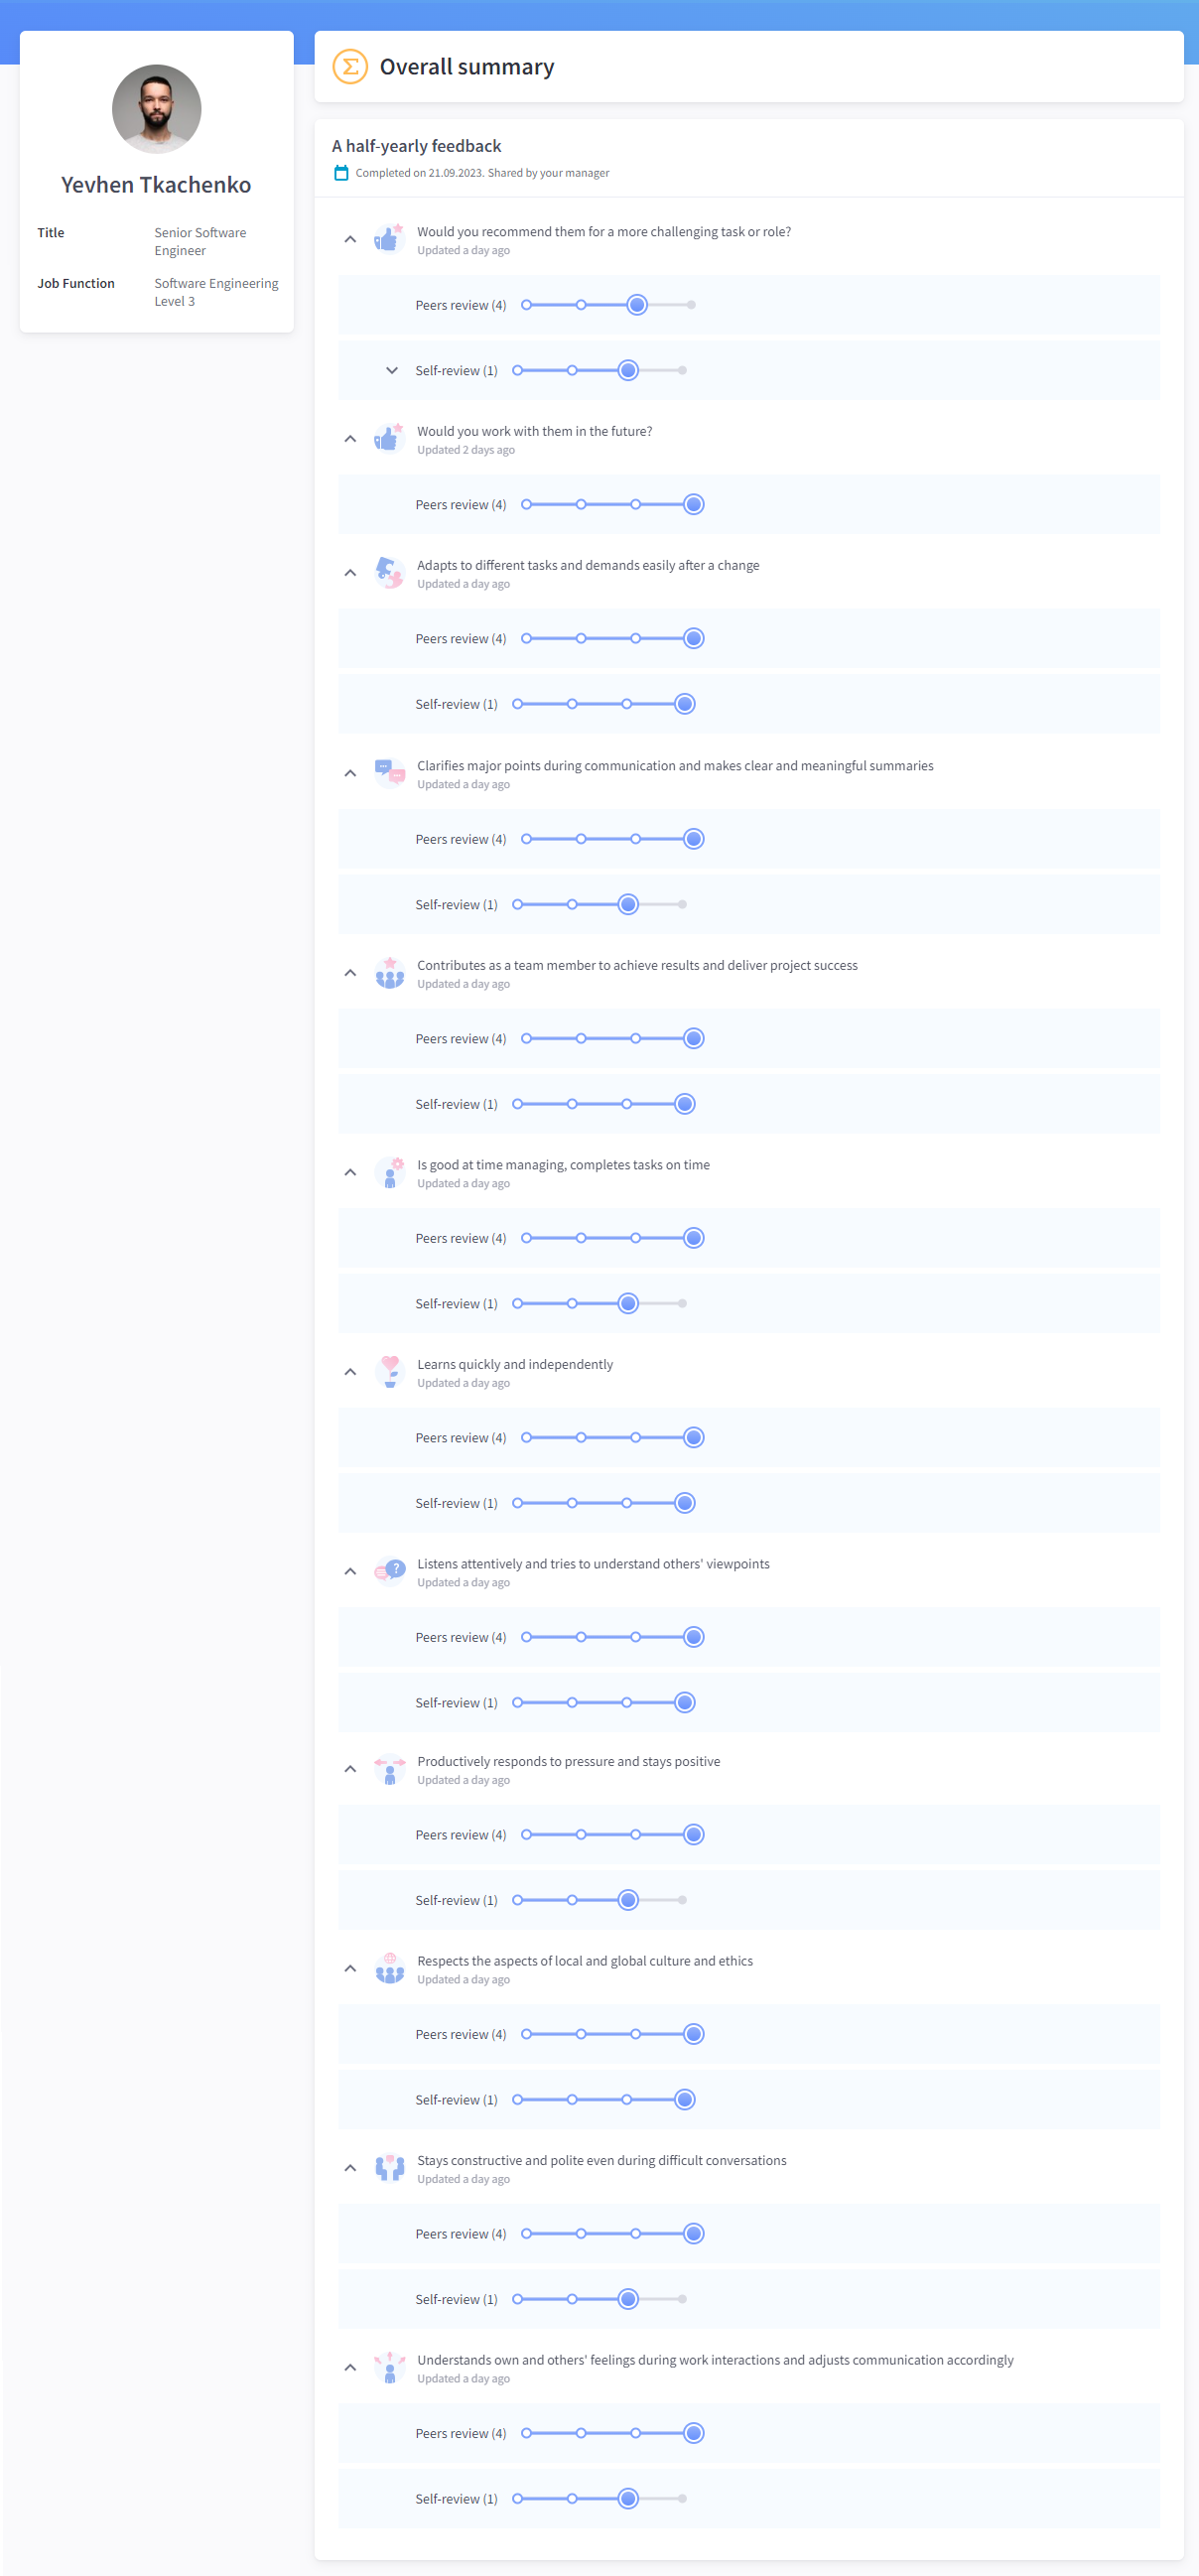 Yevhen Tkachenko
Title
Senior Software
Engineer
Job Function
Software Engineering
Level 3
Σ Overall summary
A half-yearly feedback
Completed on 21.09.2023. Shared by your manager
Would you recommend them for a more challenging task or role?
Updated a day ago
Peers review (4)
Self-review (1)
Would you work with them in the future?
Updated 2 days ago
Peers review (4)
Adapts to different tasks and demands easily after a change
Updated a day ago
Peers review (4)
Self-review (1)
Clarifies major points during communication and makes clear and meaningful summaries
Updated a day ago
Peers review (4)
Self-review (1)
Contributes as a team member to achieve results and deliver project success
Updated a day ago
Peers review (4)
Self-review (1)
Is good at time managing, completes tasks on time
Updated a day ago
Peers review (4)
Self-review (1)
Learns quickly and independently
Updated a day ago
Peers review (4)
Self-review (1)
? Listens attentively and tries to understand others' viewpoints
Updated a day ago
Peers review (4)
Self-review (1)
Productively responds to pressure and stays positive
Updated a day ago
Peers review (4)
Self-review (1)
Respects the aspects of local and global culture and ethics
Updated a day ago
Peers review (4)
Self-review (1)
Stays constructive and polite even during difficult conversations
Updated a day ago
Peers review (4)
Self-review (1)
Understands own and others' feelings during work interactions and adjusts communication accordingly
Updated a day ago
Peers review (4)
Self-review (1)